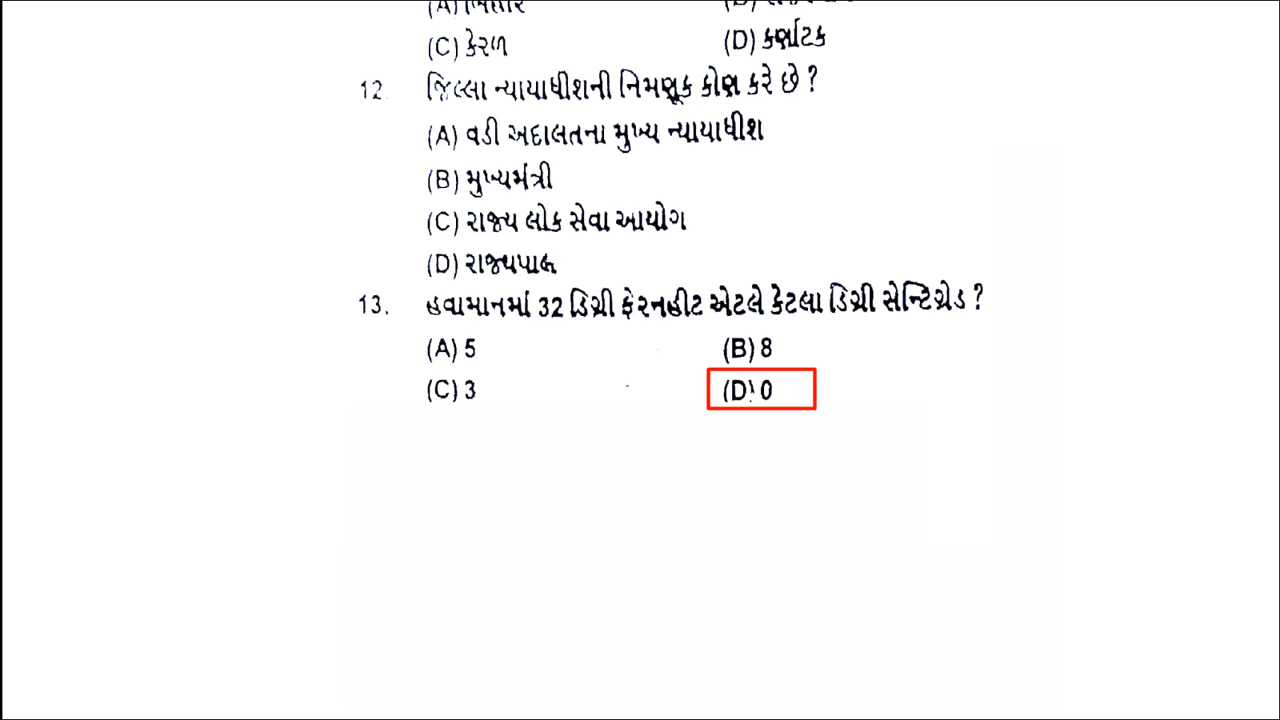 (A) બિહાર
(C) કેરળ (D) કર્ણાટક
12. જિલ્લા ન્યાયાધીશની નિમણૂક કોણ કરે છે ?
(A) વડી અદાલતના મુખ્ય ન્યાયાધીશ
(B) મુખ્યમંત્રી
(C) રાજ્ય લોક સેવા આયોગ
(D) રાજ્યપાલ
13. હવામાનમાં 32 ડિગ્રી ફેરનહીટ એટલે કેટલા ડિગ્રી સેન્ટિગ્રેડ ?
(A) 5 (B) 8
(C) 3 (D) 0